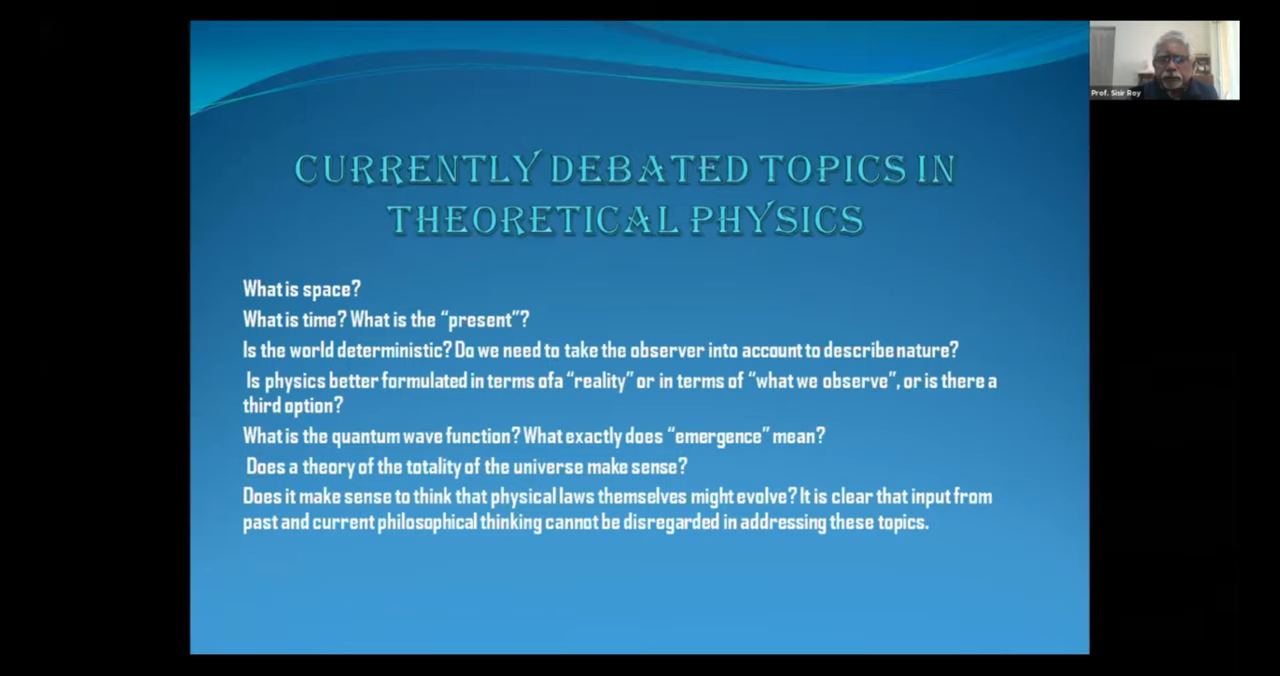 CURRENTLY DEBATED TOPICS IN
THEORETICAL PHYSICS
What is space?
What is time? What is the “present”?
Is the world deterministic? Do we need to take the observer into account to describe nature?
Is physics better formulated in terms ofa “reality” or in terms of “what we observe”, or is there a
third option?
What is the quantum wave function? What exactly does “emergence” mean?
Does a theory of the totality of the universe make sense?
Does it make sense to think that physical laws themselves might evolve? It is clear that input from
past and current philosophical thinking cannot be disregarded in addressing these topics.
Prof. Sisir Roy